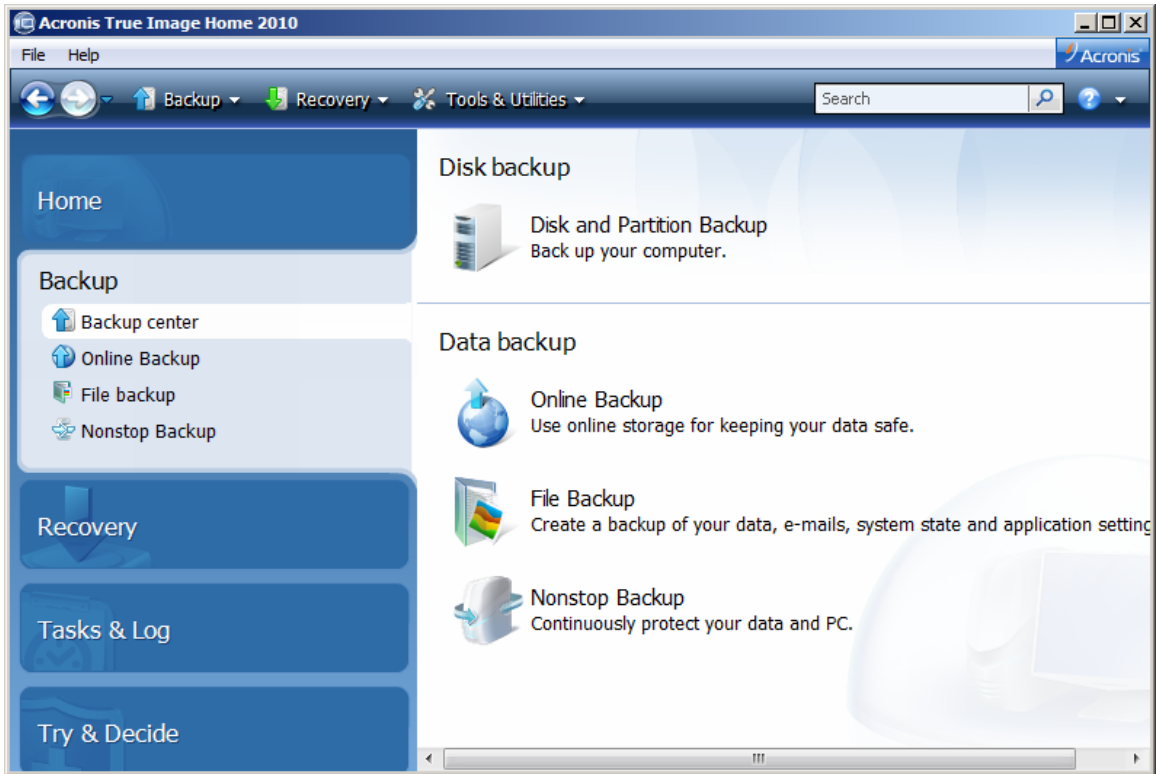 Acronis True Image Home 2010
File Help
Acronis
Backup Recovery Tools & Utilities Search
Home
Backup
Backup center
Online Backup
File backup
Nonstop Backup
Recovery
Tasks & Log
Try & Decide
Disk backup
Disk and Partition Backup
Back up your computer.
Data backup
Online Backup
Use online storage for keeping your data safe.
File Backup
Create a backup of your data, e-mails, system state and application setting
Nonstop Backup
Continuously protect your data and PC.